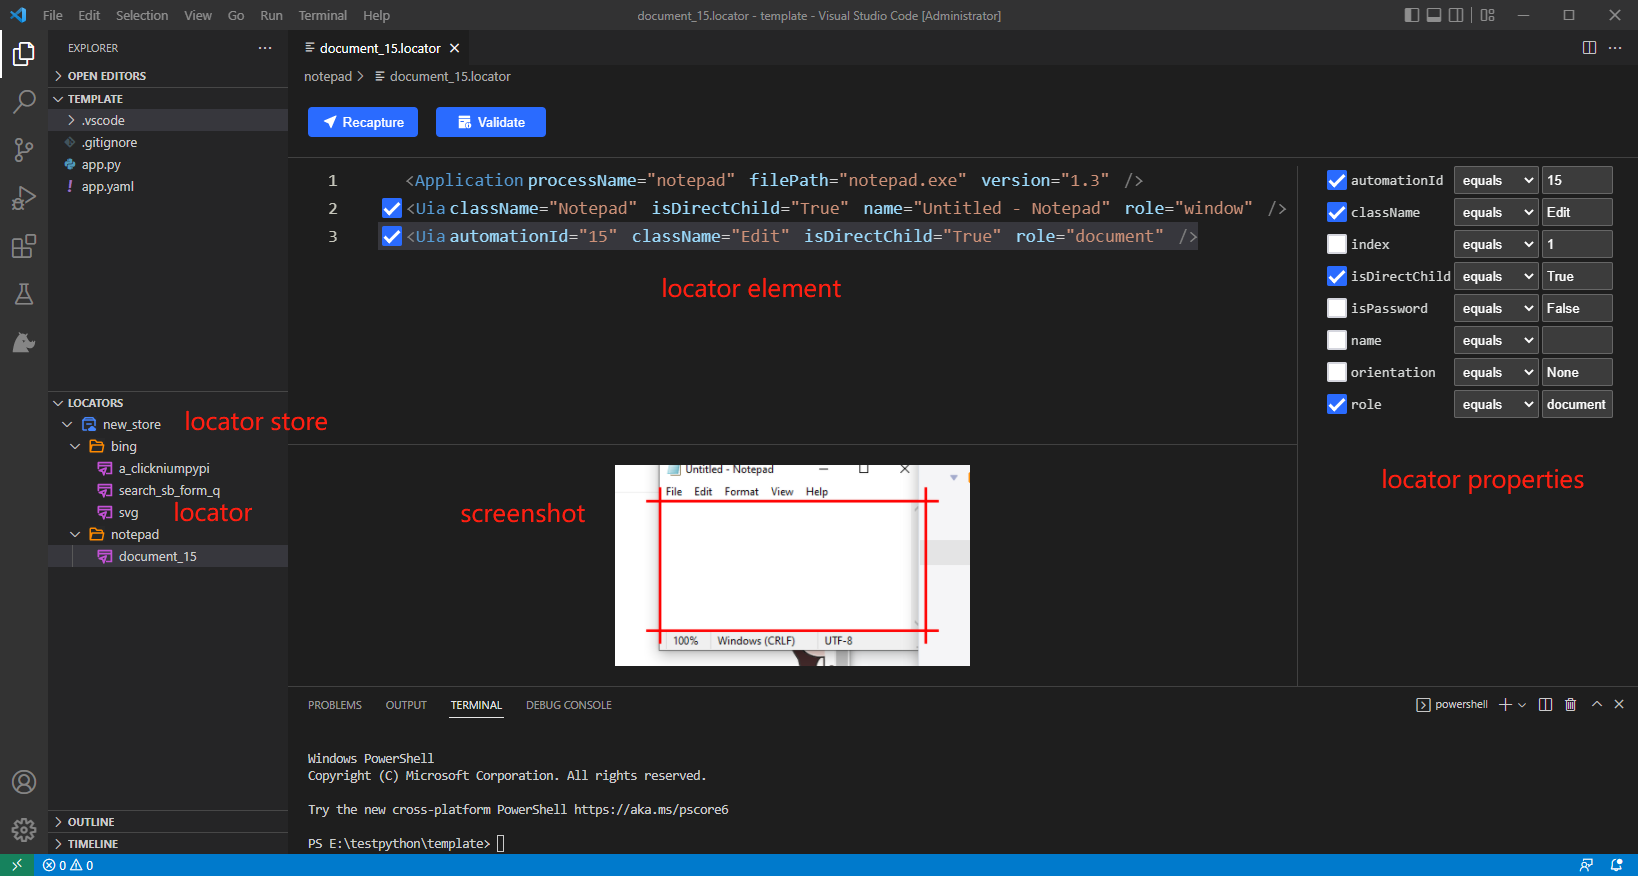 File Edit Selection View Go Run Terminal Help
document_15.locator - template - Visual Studio Code [Administrator]
EXPLORER
OPEN EDITORS
TEMPLATE
.vscode
.gitignore
app.py
! app.yaml
LOCATORS
new_store
locator store
bing
a_clickniumpypi
search_sb_form_q
svg
locator
notepad
document_15
OUTLINE
TIMELINE
document_15.locator
notepad > document_15.locator
Recapture
Validate
1 <Application processName="notepad" filePath="notepad.exe" version="1.3" />
2 <Uia className="Notepad" isDirectChild="True" name="Untitled - Notepad" role="window" />
3 <Uia automationId="15" className="Edit" isDirectChild="True" role="document" />
locator element
automationId equals 15
className equals Edit
index equals 1
isDirectChild equals True
isPassword equals False
name equals
orientation equals None
role equals document
locator properties
screenshot
Untitled - Notepad
File Edit Format View Help
100% Windows (CRLF) UTF-8
PROBLEMS OUTPUT TERMINAL DEBUG CONSOLE
powershell
Windows PowerShell
Copyright (C) Microsoft Corporation. All rights reserved.
Try the new cross-platform PowerShell https://aka.ms/pscore6
PS E:\testpython\template>
0 0